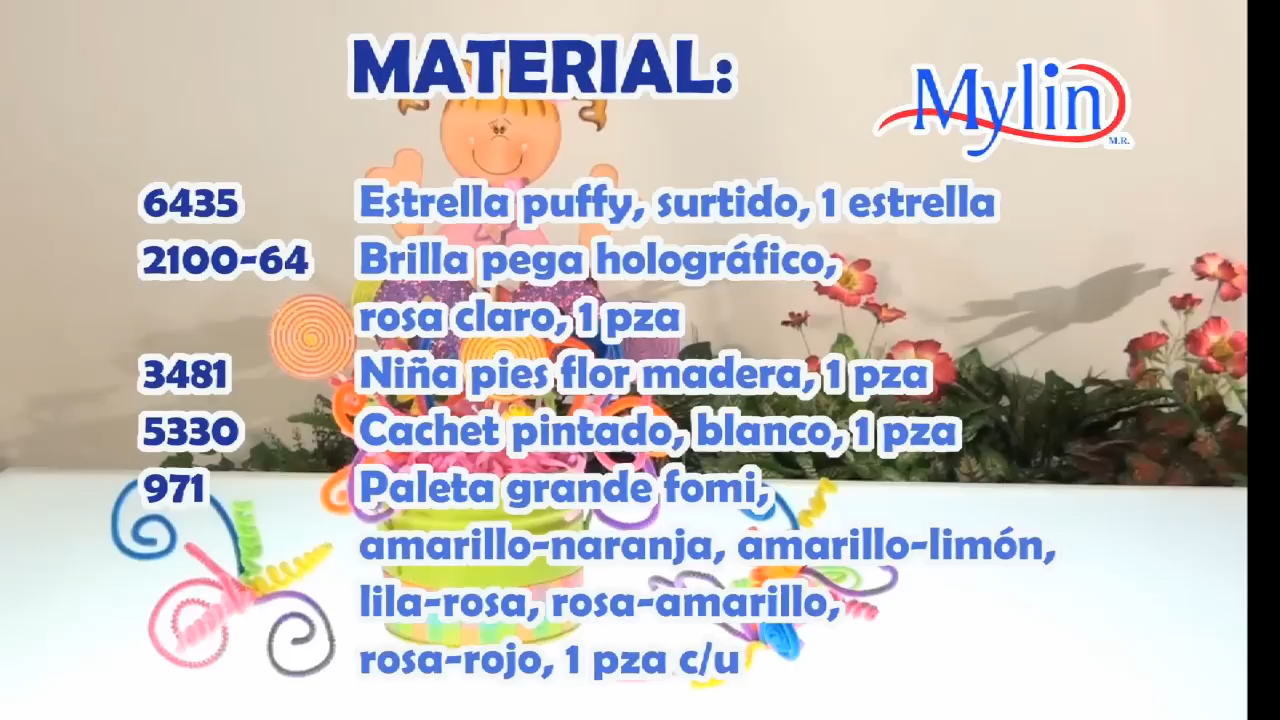 MATERIAL:
Mylin
M.R.
6435 Estrella puffy, surtido, 1 estrella
2100-64 Brilla pega holográfico,
rosa claro, 1 pza
3481 Niña pies flor madera, 1 pza
5330 Cachet pintado, blanco, 1 pza
971 Paleta grande fomi,
amarillo-naranja, amarillo-limón,
lila-rosa, rosa-amarillo,
rosa-rojo, 1 pza c/u